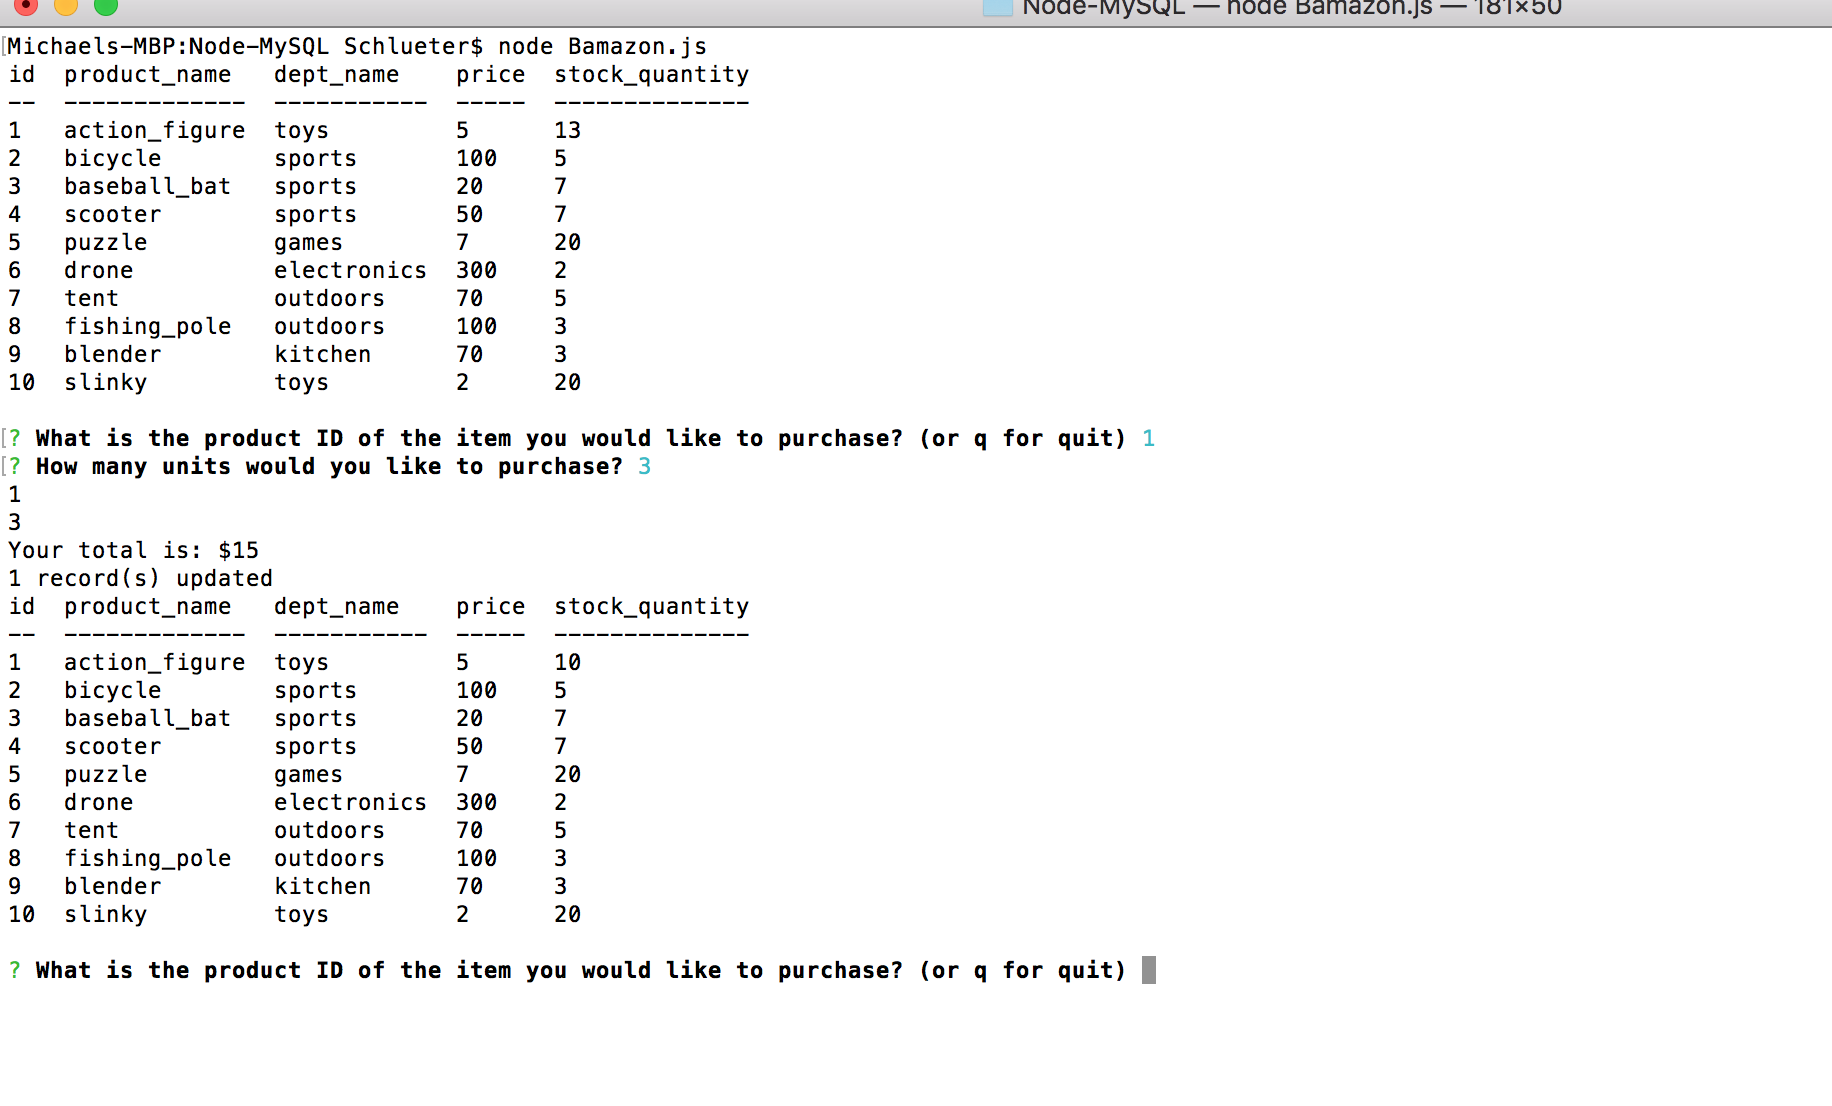 Node-MySQL — node Bamazon.js — 181×50
Michaels-MBP:Node-MySQL Schlueter$ node Bamazon.js
id  product_name   dept_name    price  stock_quantity
--  -------------  -----------  -----  --------------
1   action_figure  toys         5      13
2   bicycle        sports       100    5
3   baseball_bat   sports       20     7
4   scooter        sports       50     7
5   puzzle         games        7      20
6   drone          electronics  300    2
7   tent           outdoors     70     5
8   fishing_pole   outdoors     100    3
9   blender        kitchen      70     3
10  slinky         toys         2      20
? What is the product ID of the item you would like to purchase? (or q for quit) 1
? How many units would you like to purchase? 3
1
3
Your total is: $15
1 record(s) updated
id  product_name   dept_name    price  stock_quantity
--  -------------  -----------  -----  --------------
1   action_figure  toys         5      10
2   bicycle        sports       100    5
3   baseball_bat   sports       20     7
4   scooter        sports       50     7
5   puzzle         games        7      20
6   drone          electronics  300    2
7   tent           outdoors     70     5
8   fishing_pole   outdoors     100    3
9   blender        kitchen      70     3
10  slinky         toys         2      20
? What is the product ID of the item you would like to purchase? (or q for quit)